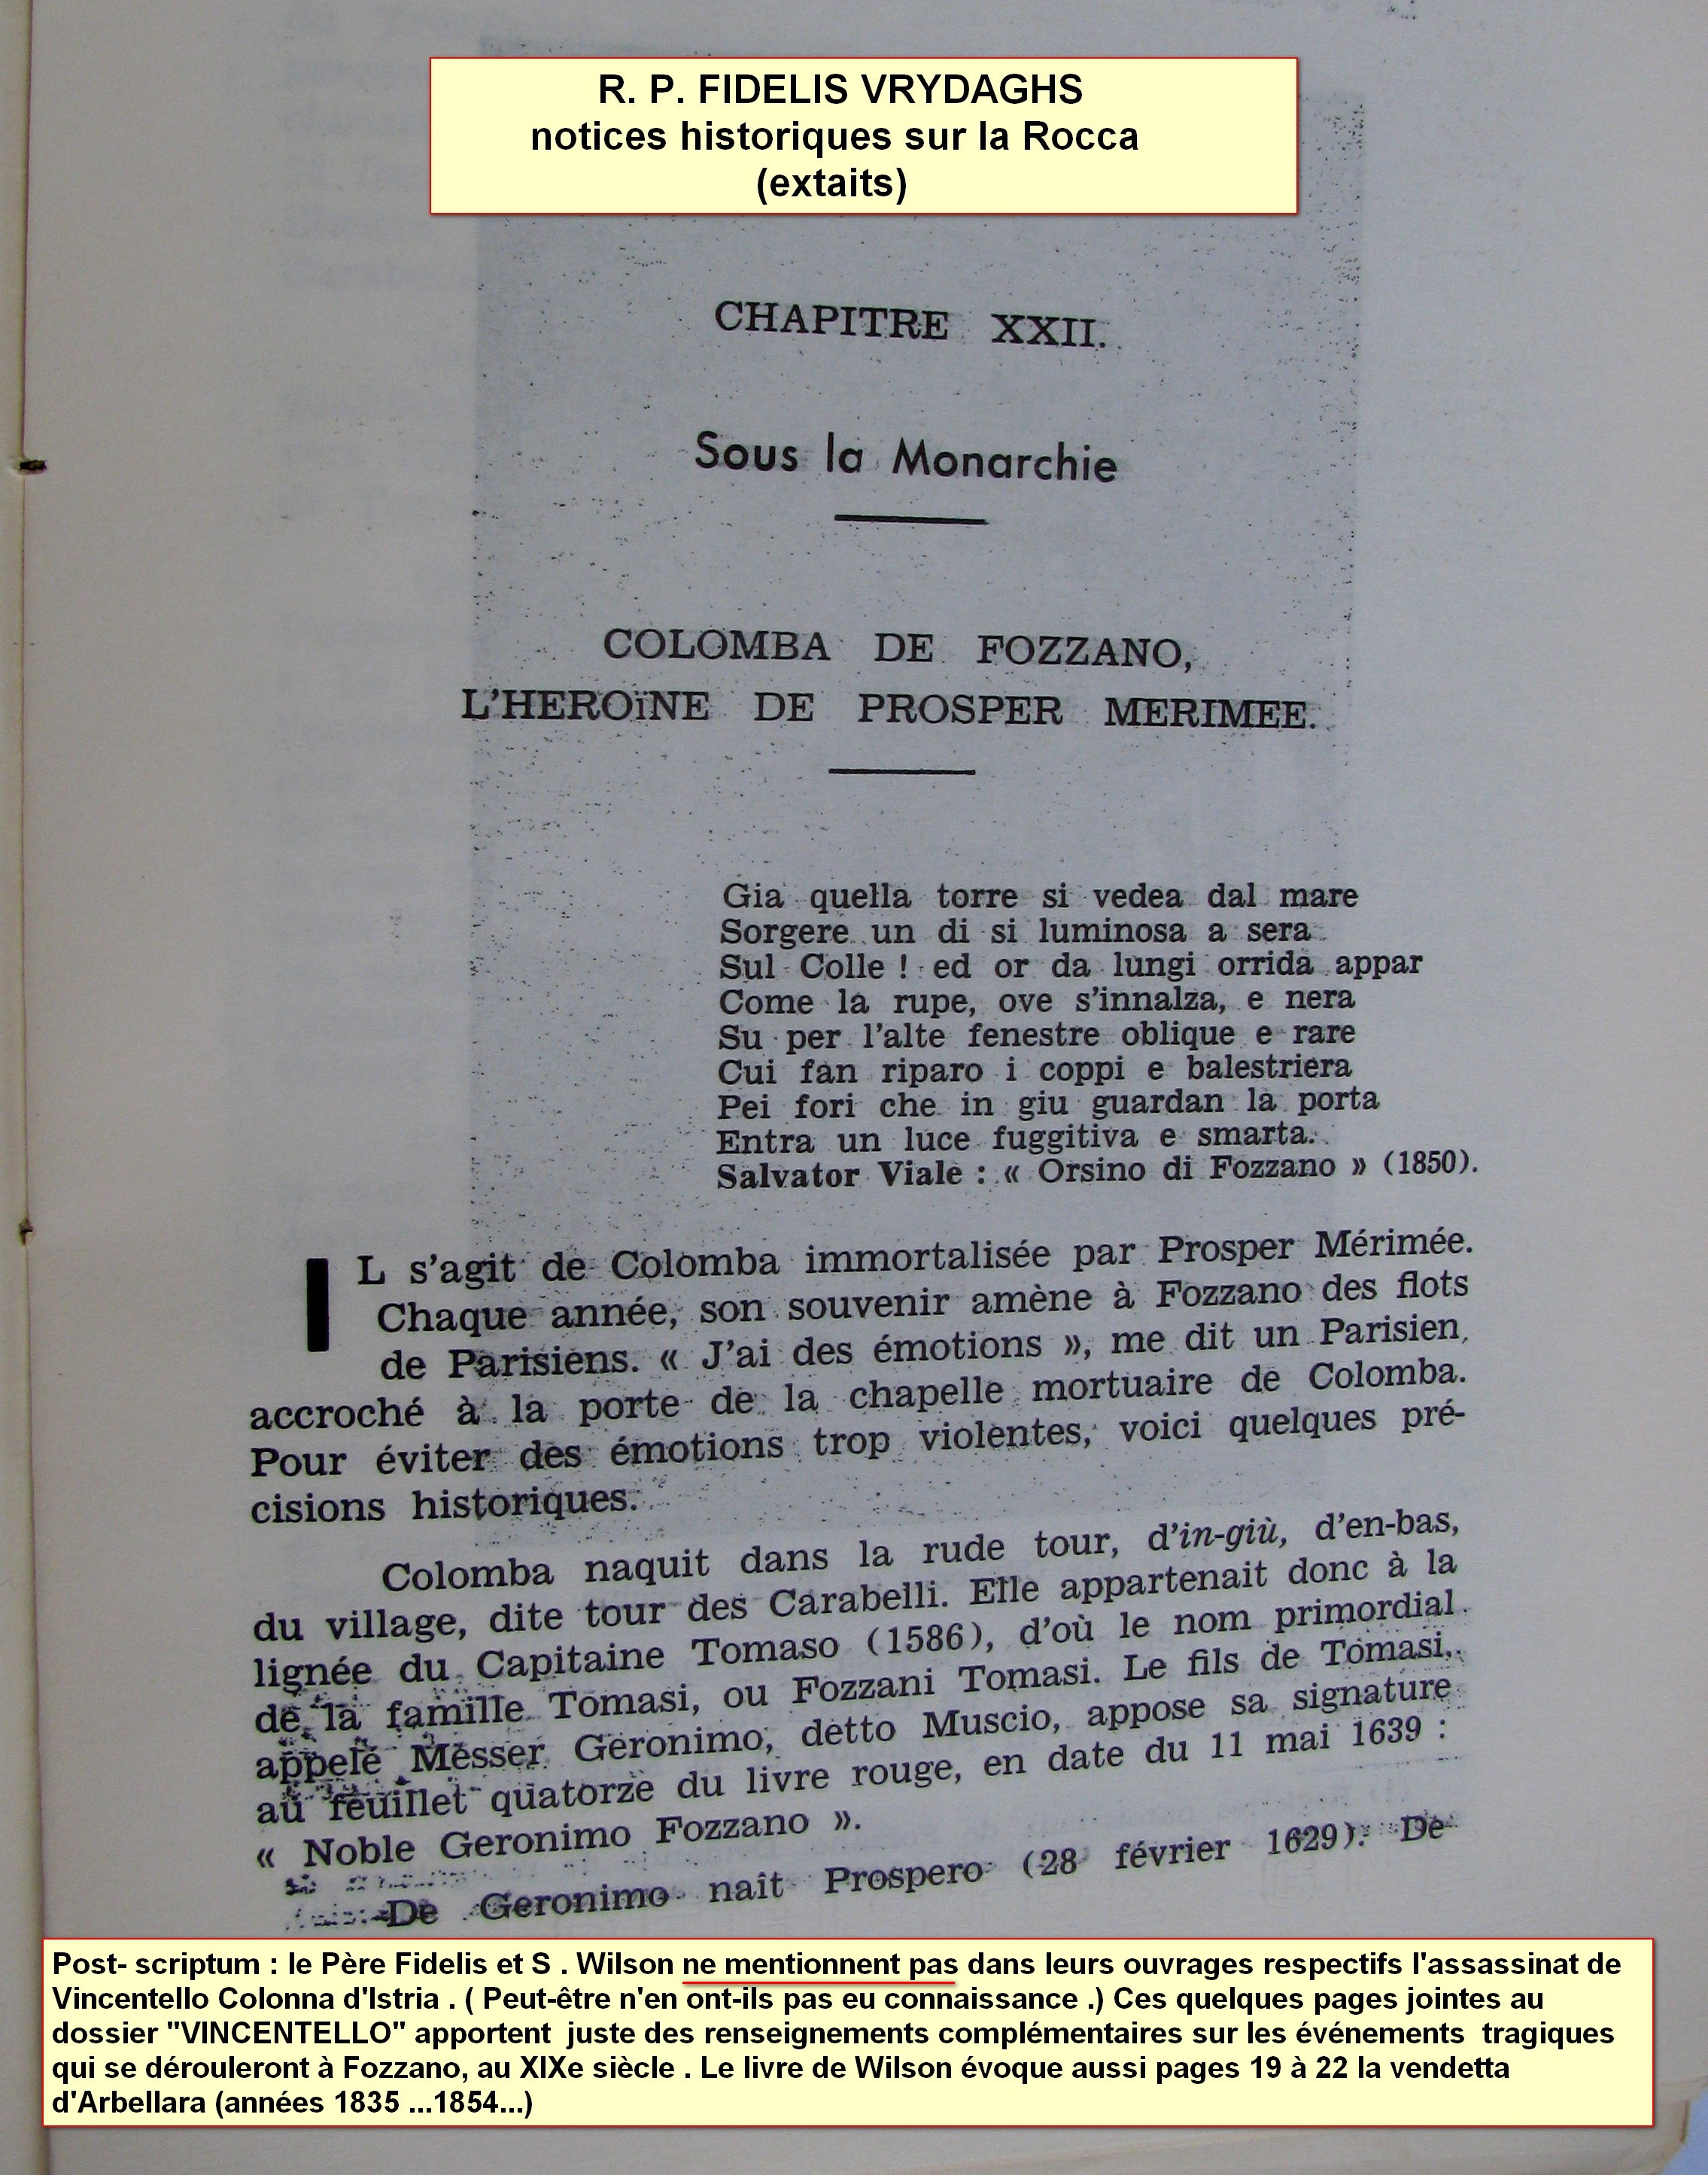 R. P. FIDELIS VRYDAGHS
notices historiques sur la Rocca
(extaits)
CHAPITRE XXII.
Sous la Monarchie
COLOMBA DE FOZZANO,
L'HEROïNE DE PROSPER MERIMEE.
Gia quella torre si vedea dal mare
Sorgere un di si luminosa a sera
Sul Colle ! ed or da lungi orrida appar
Come la rupe, ove s'innalza, e nera
Su per l'alte fenestre oblique e rare
Cui fan riparo i coppi e balestriera
Pei fori che in giu guardan la porta
Entra un luce fuggitiva e smarta.
Salvator Viale : « Orsino di Fozzano » (1850).
IL s'agit de Colomba immortalisée par Prosper Mérimée.
Chaque année, son souvenir amène à Fozzano des flots
de Parisiens. « J'ai des émotions », me dit un Parisien,
accroché à la porte de la chapelle mortuaire de Colomba.
Pour éviter des émotions trop violentes, voici quelques pré-
cisions historiques.
Colomba naquit dans la rude tour, d'in-giù, d'en-bas,
du village, dite tour des Carabelli. Elle appartenait donc à la
lignée du Capitaine Tomaso (1586), d'où le nom primordial
de la famille Tomasi, ou Fozzani Tomasi. Le fils de Tomasi,
appelé Messer Geronimo, detto Muscio, appose sa signature
au feuillet quatorze du livre rouge, en date du 11 mai 1639 :
« Noble Geronimo Fozzano ».
De Geronimo naît Prospero (28 février 1629). De
Post- scriptum : le Père Fidelis et S . Wilson ne mentionnent pas dans leurs ouvrages respectifs l'assassinat de
Vincentello Colonna d'Istria . ( Peut-être n'en ont-ils pas eu connaissance .) Ces quelques pages jointes au
dossier "VINCENTELLO" apportent juste des renseignements complémentaires sur les événements tragiques
qui se dérouleront à Fozzano, au XIXe siècle . Le livre de Wilson évoque aussi pages 19 à 22 la vendetta
d'Arbellara (années 1835 ...1854...)